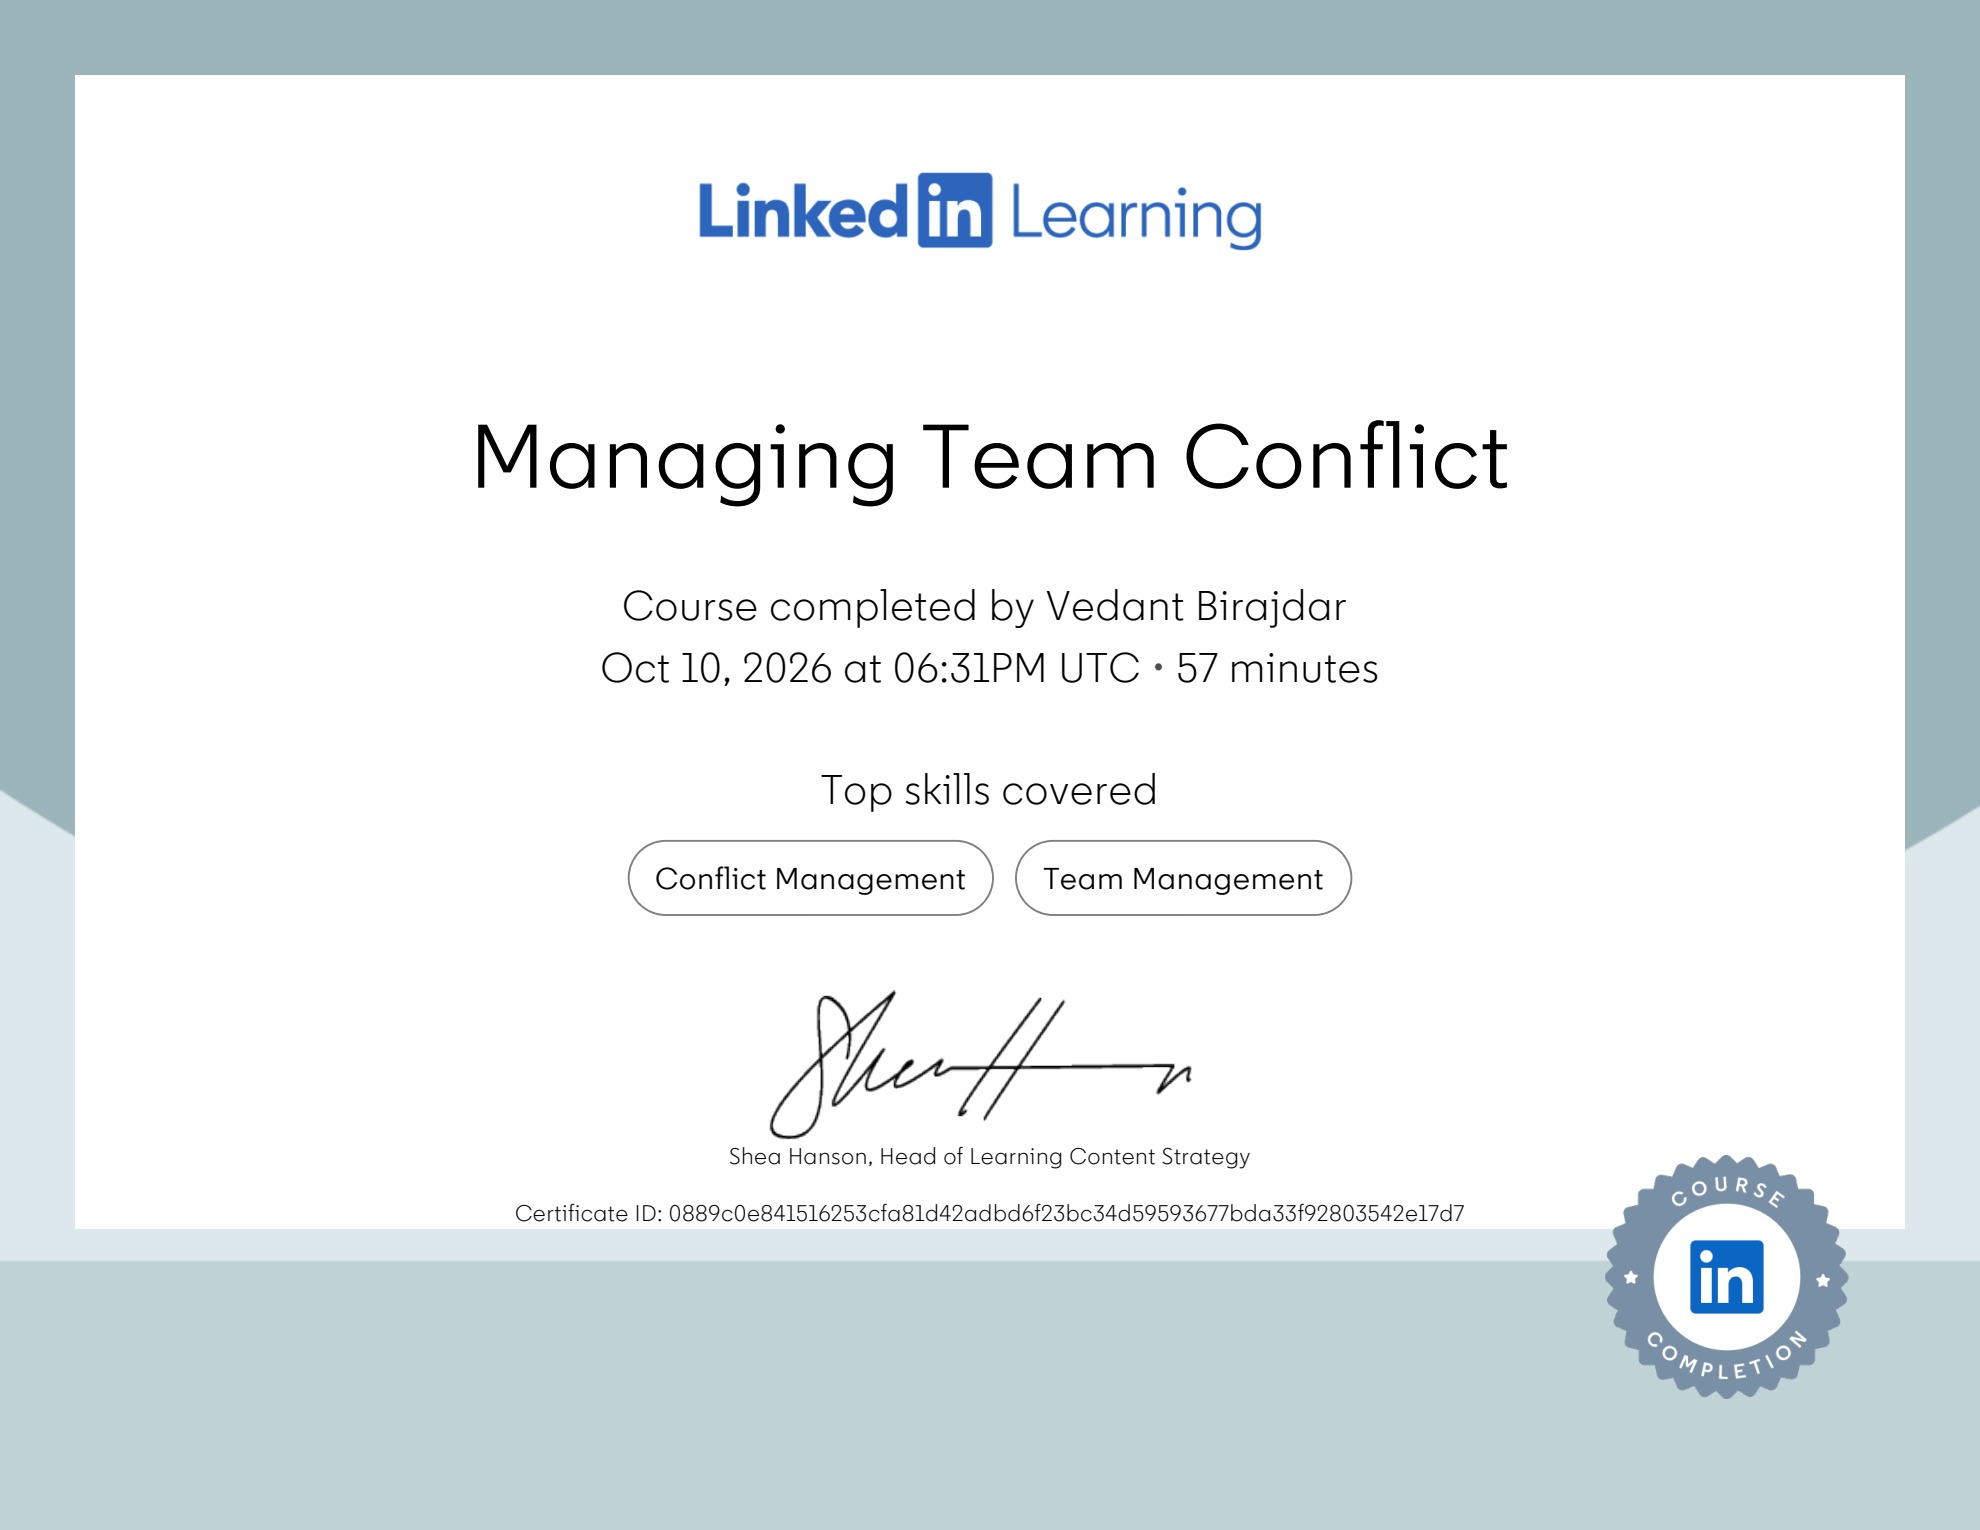 Linkedin Learning
Managing Team Conflict
Course completed by Vedant Birajdar
Oct 10, 2026 at 06:31PM UTC • 57 minutes
Top skills covered
Conflict Management Team Management
Shea Hanson, Head of Learning Content Strategy
Certificate ID: 0889c0e841516253cfa81d42adbd6f23bc34d59593677bda33f92803542e17d7
COURSE
in
COMPLETION